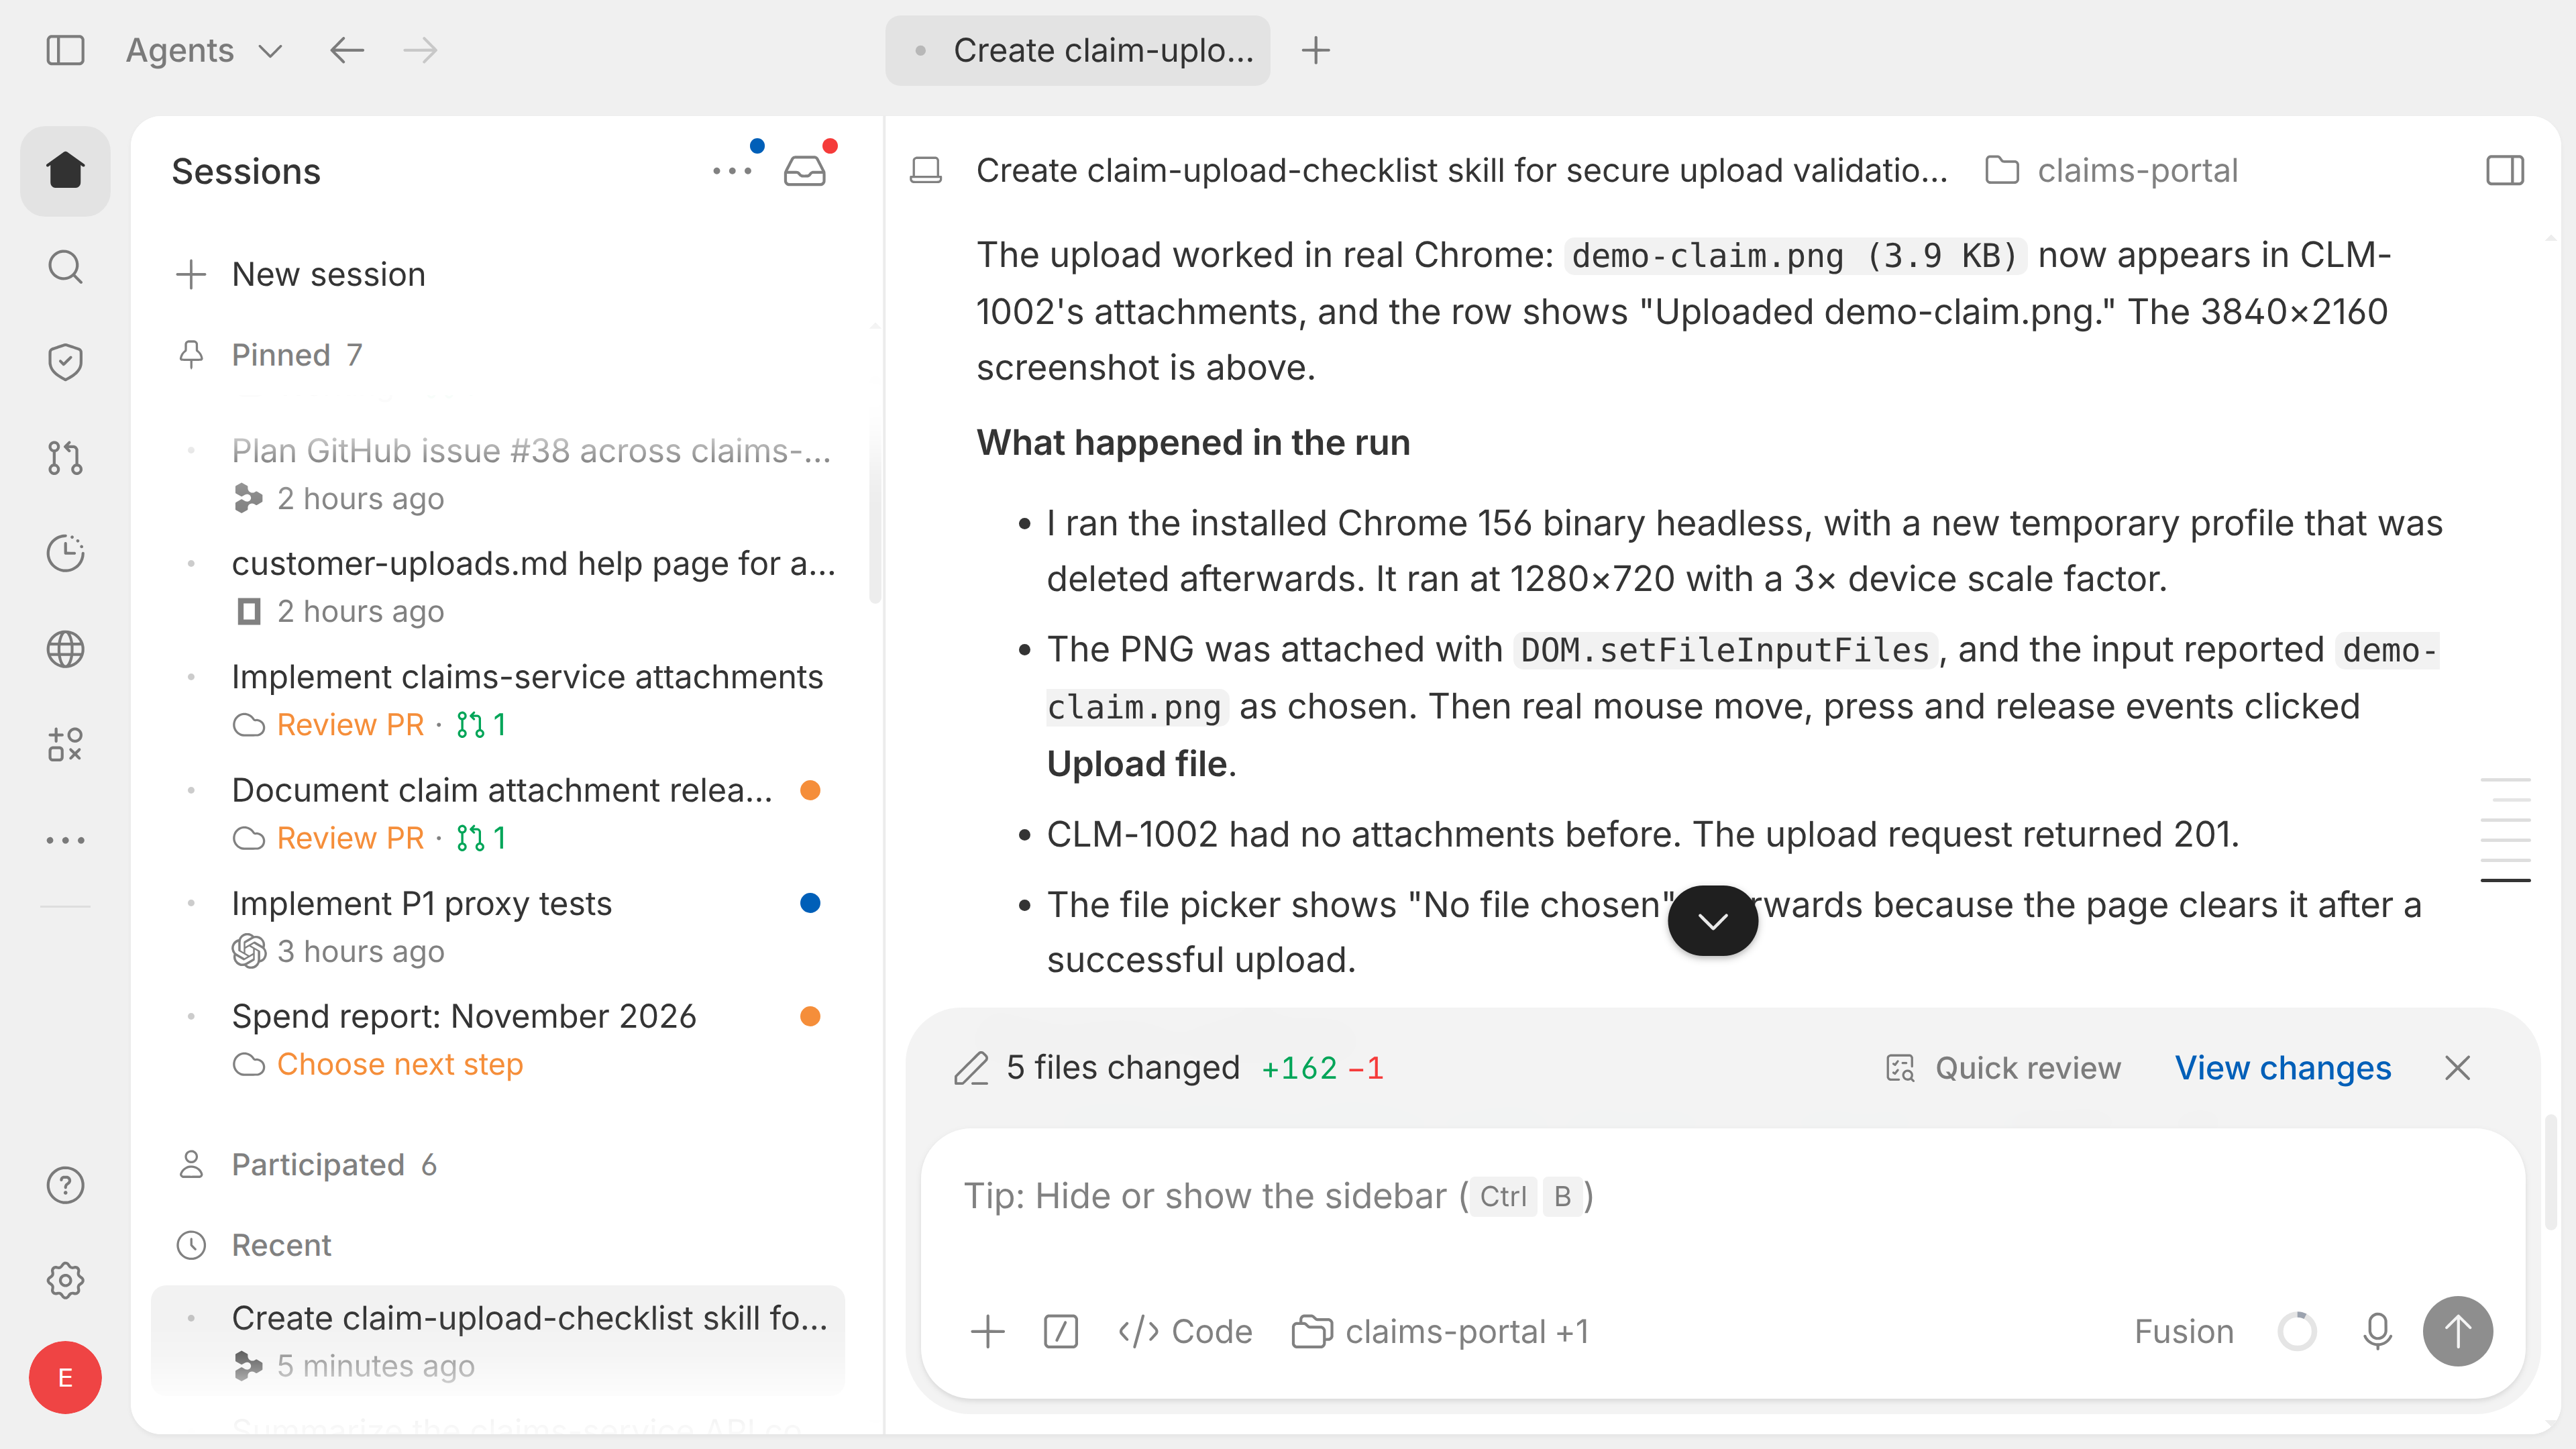 Agents
Create claim-uplo...
Sessions
New session
Pinned 7
Plan GitHub issue #38 across claims-...
2 hours ago
customer-uploads.md help page for a...
2 hours ago
Implement claims-service attachments
Review PR · 1
Document claim attachment relea...
Review PR · 1
Implement P1 proxy tests
3 hours ago
Spend report: November 2026
Choose next step
Participated 6
Recent
Create claim-upload-checklist skill fo...
5 minutes ago
Summarize the claims-service API co...
E
Create claim-upload-checklist skill for secure upload validatio...
claims-portal
The upload worked in real Chrome: demo-claim.png (3.9 KB) now appears in CLM-
1002's attachments, and the row shows "Uploaded demo-claim.png." The 3840×2160
screenshot is above.
What happened in the run
• I ran the installed Chrome 156 binary headless, with a new temporary profile that was
deleted afterwards. It ran at 1280×720 with a 3× device scale factor.
• The PNG was attached with DOM.setFileInputFiles, and the input reported demo-
claim.png as chosen. Then real mouse move, press and release events clicked
Upload file.
• CLM-1002 had no attachments before. The upload request returned 201.
• The file picker shows "No file chosen" rwards because the page clears it after a
successful upload.
5 files changed +162 −1
Quick review
View changes
Tip: Hide or show the sidebar (Ctrl B)
Code
claims-portal +1
Fusion